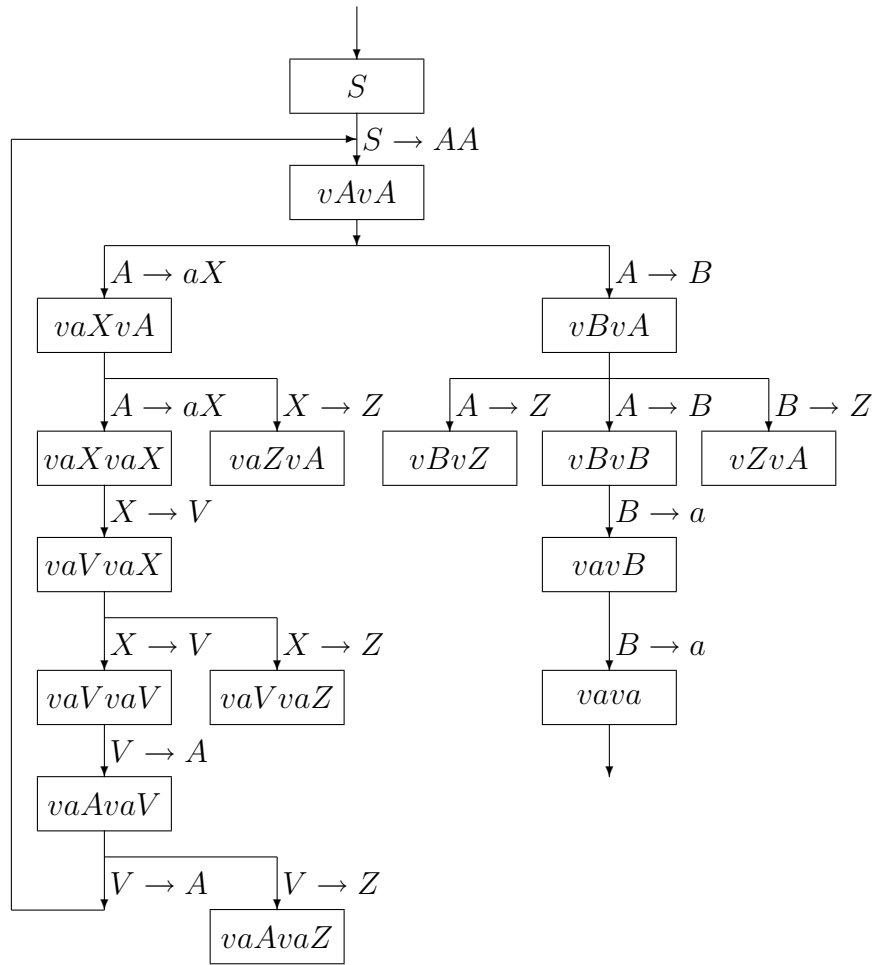 S
S → AA
vAvA
A → aX A → B
vaXvA vBvA
A → aX X → Z A → Z A → B B → Z
vaXvaX vaZvA vBvZ vBvB vZvA
X → V B → a
vaVvaX vavB
X → V X → Z B → a
vaVvaV vaVvaZ vava
V → A
vaAvaV
V → A V → Z
vaAvaZ